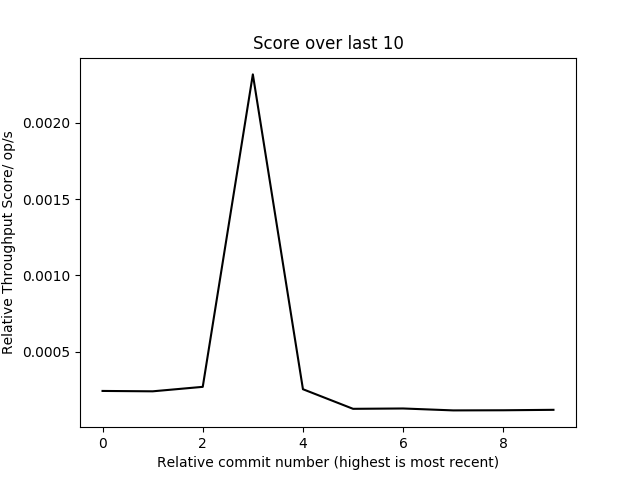 Score over last 10
Relative Throughput Score/ op/s
0.0020
0.0015
0.0010
0.0005
0 2 4 6 8
Relative commit number (highest is most recent)